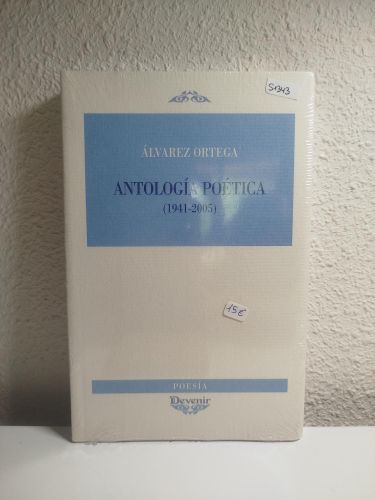 S1343
ÁLVAREZ ORTEGA
ANTOLOGÍA POÉTICA
(1941-2005)
15€
POESÍA
Devenir